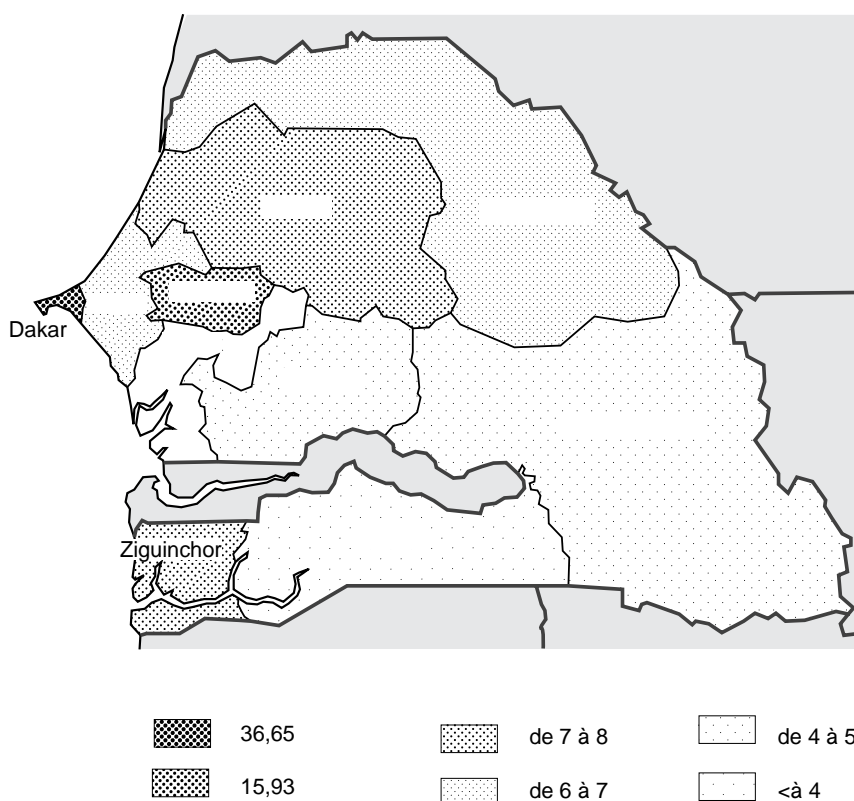 Dakar
Ziguinchor
36,65
de 7 à 8
de 4 à 5
15,93
de 6 à 7
<à 4